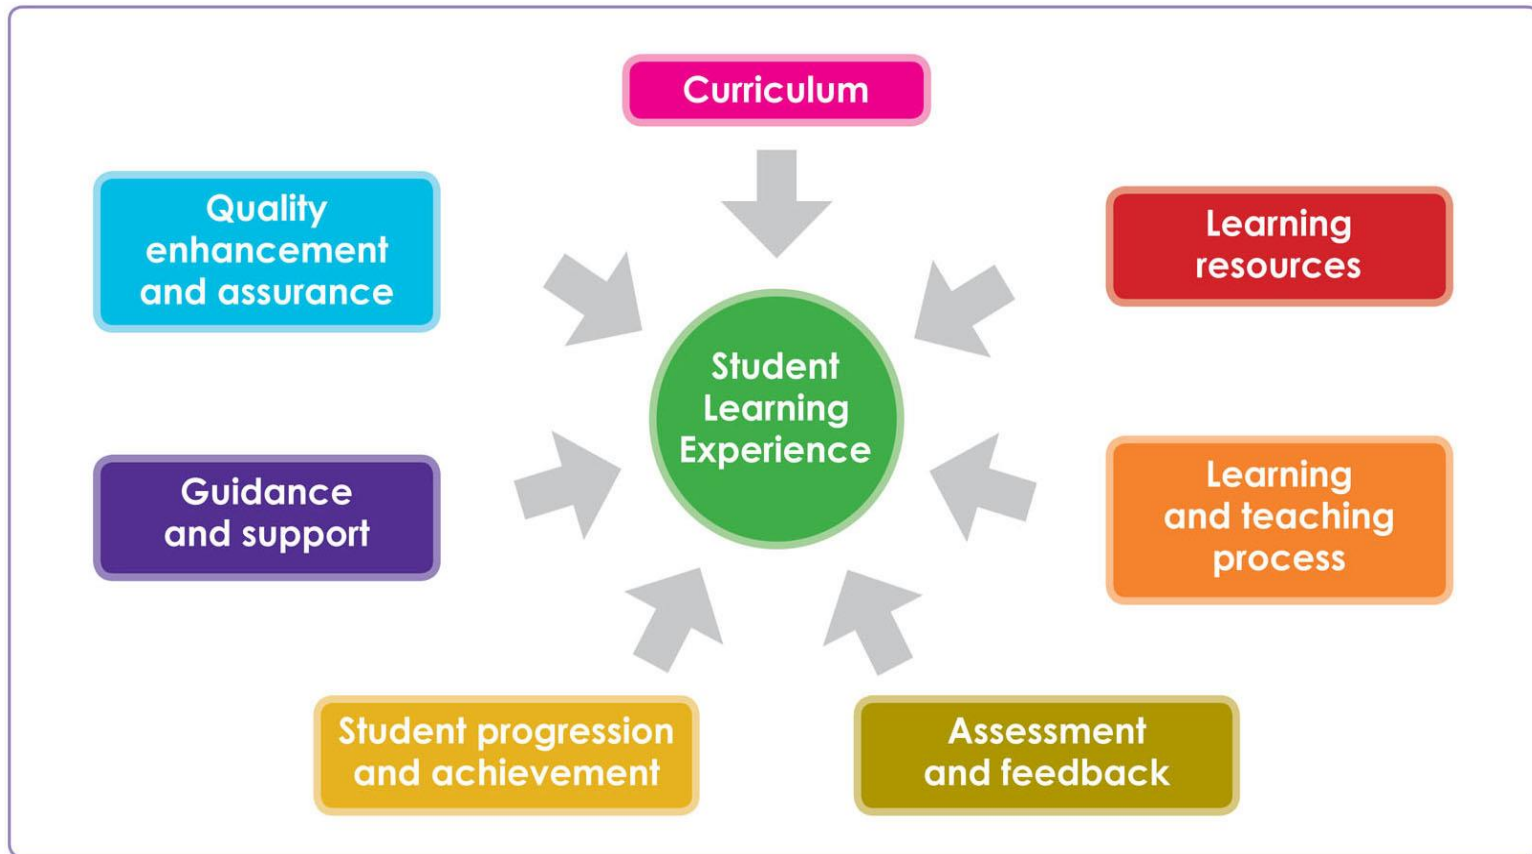 Curriculum
Quality
enhancement
and assurance
Learning
resources
Student
Learning
Experience
Guidance
and support
Learning
and teaching
process
Student progression
and achievement
Assessment
and feedback